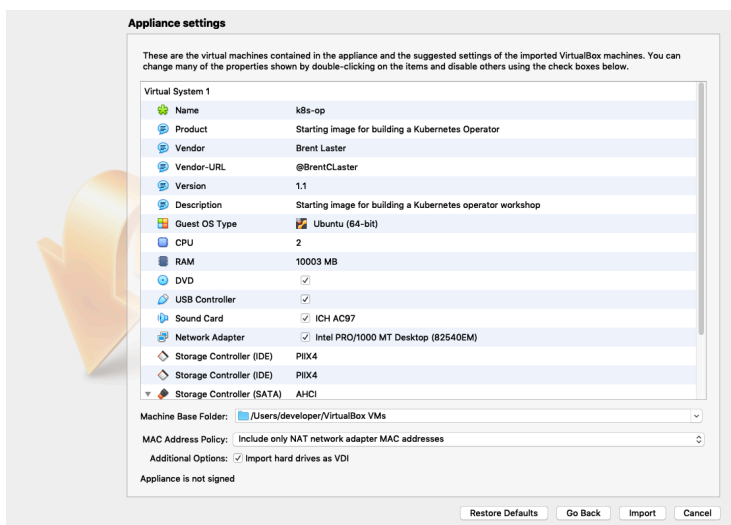 Appliance settings
These are the virtual machines contained in the appliance and the suggested settings of the imported VirtualBox machines. You can
change many of the properties shown by double-clicking on the items and disable others using the check boxes below.
Virtual System 1
Name k8s-op
Product Starting image for building a Kubernetes Operator
Vendor Brent Laster
Vendor-URL @BrentCLaster
Version 1.1
Description Starting image for building a Kubernetes operator workshop
Guest OS Type Ubuntu (64-bit)
CPU 2
RAM 10003 MB
DVD
USB Controller
Sound Card ICH AC97
Network Adapter Intel PRO/1000 MT Desktop (82540EM)
Storage Controller (IDE) PIIX4
Storage Controller (IDE) PIIX4
Storage Controller (SATA) AHCI
Machine Base Folder: /Users/developer/VirtualBox VMs
MAC Address Policy: Include only NAT network adapter MAC addresses
Additional Options: Import hard drives as VDI
Appliance is not signed
Restore Defaults Go Back Import Cancel